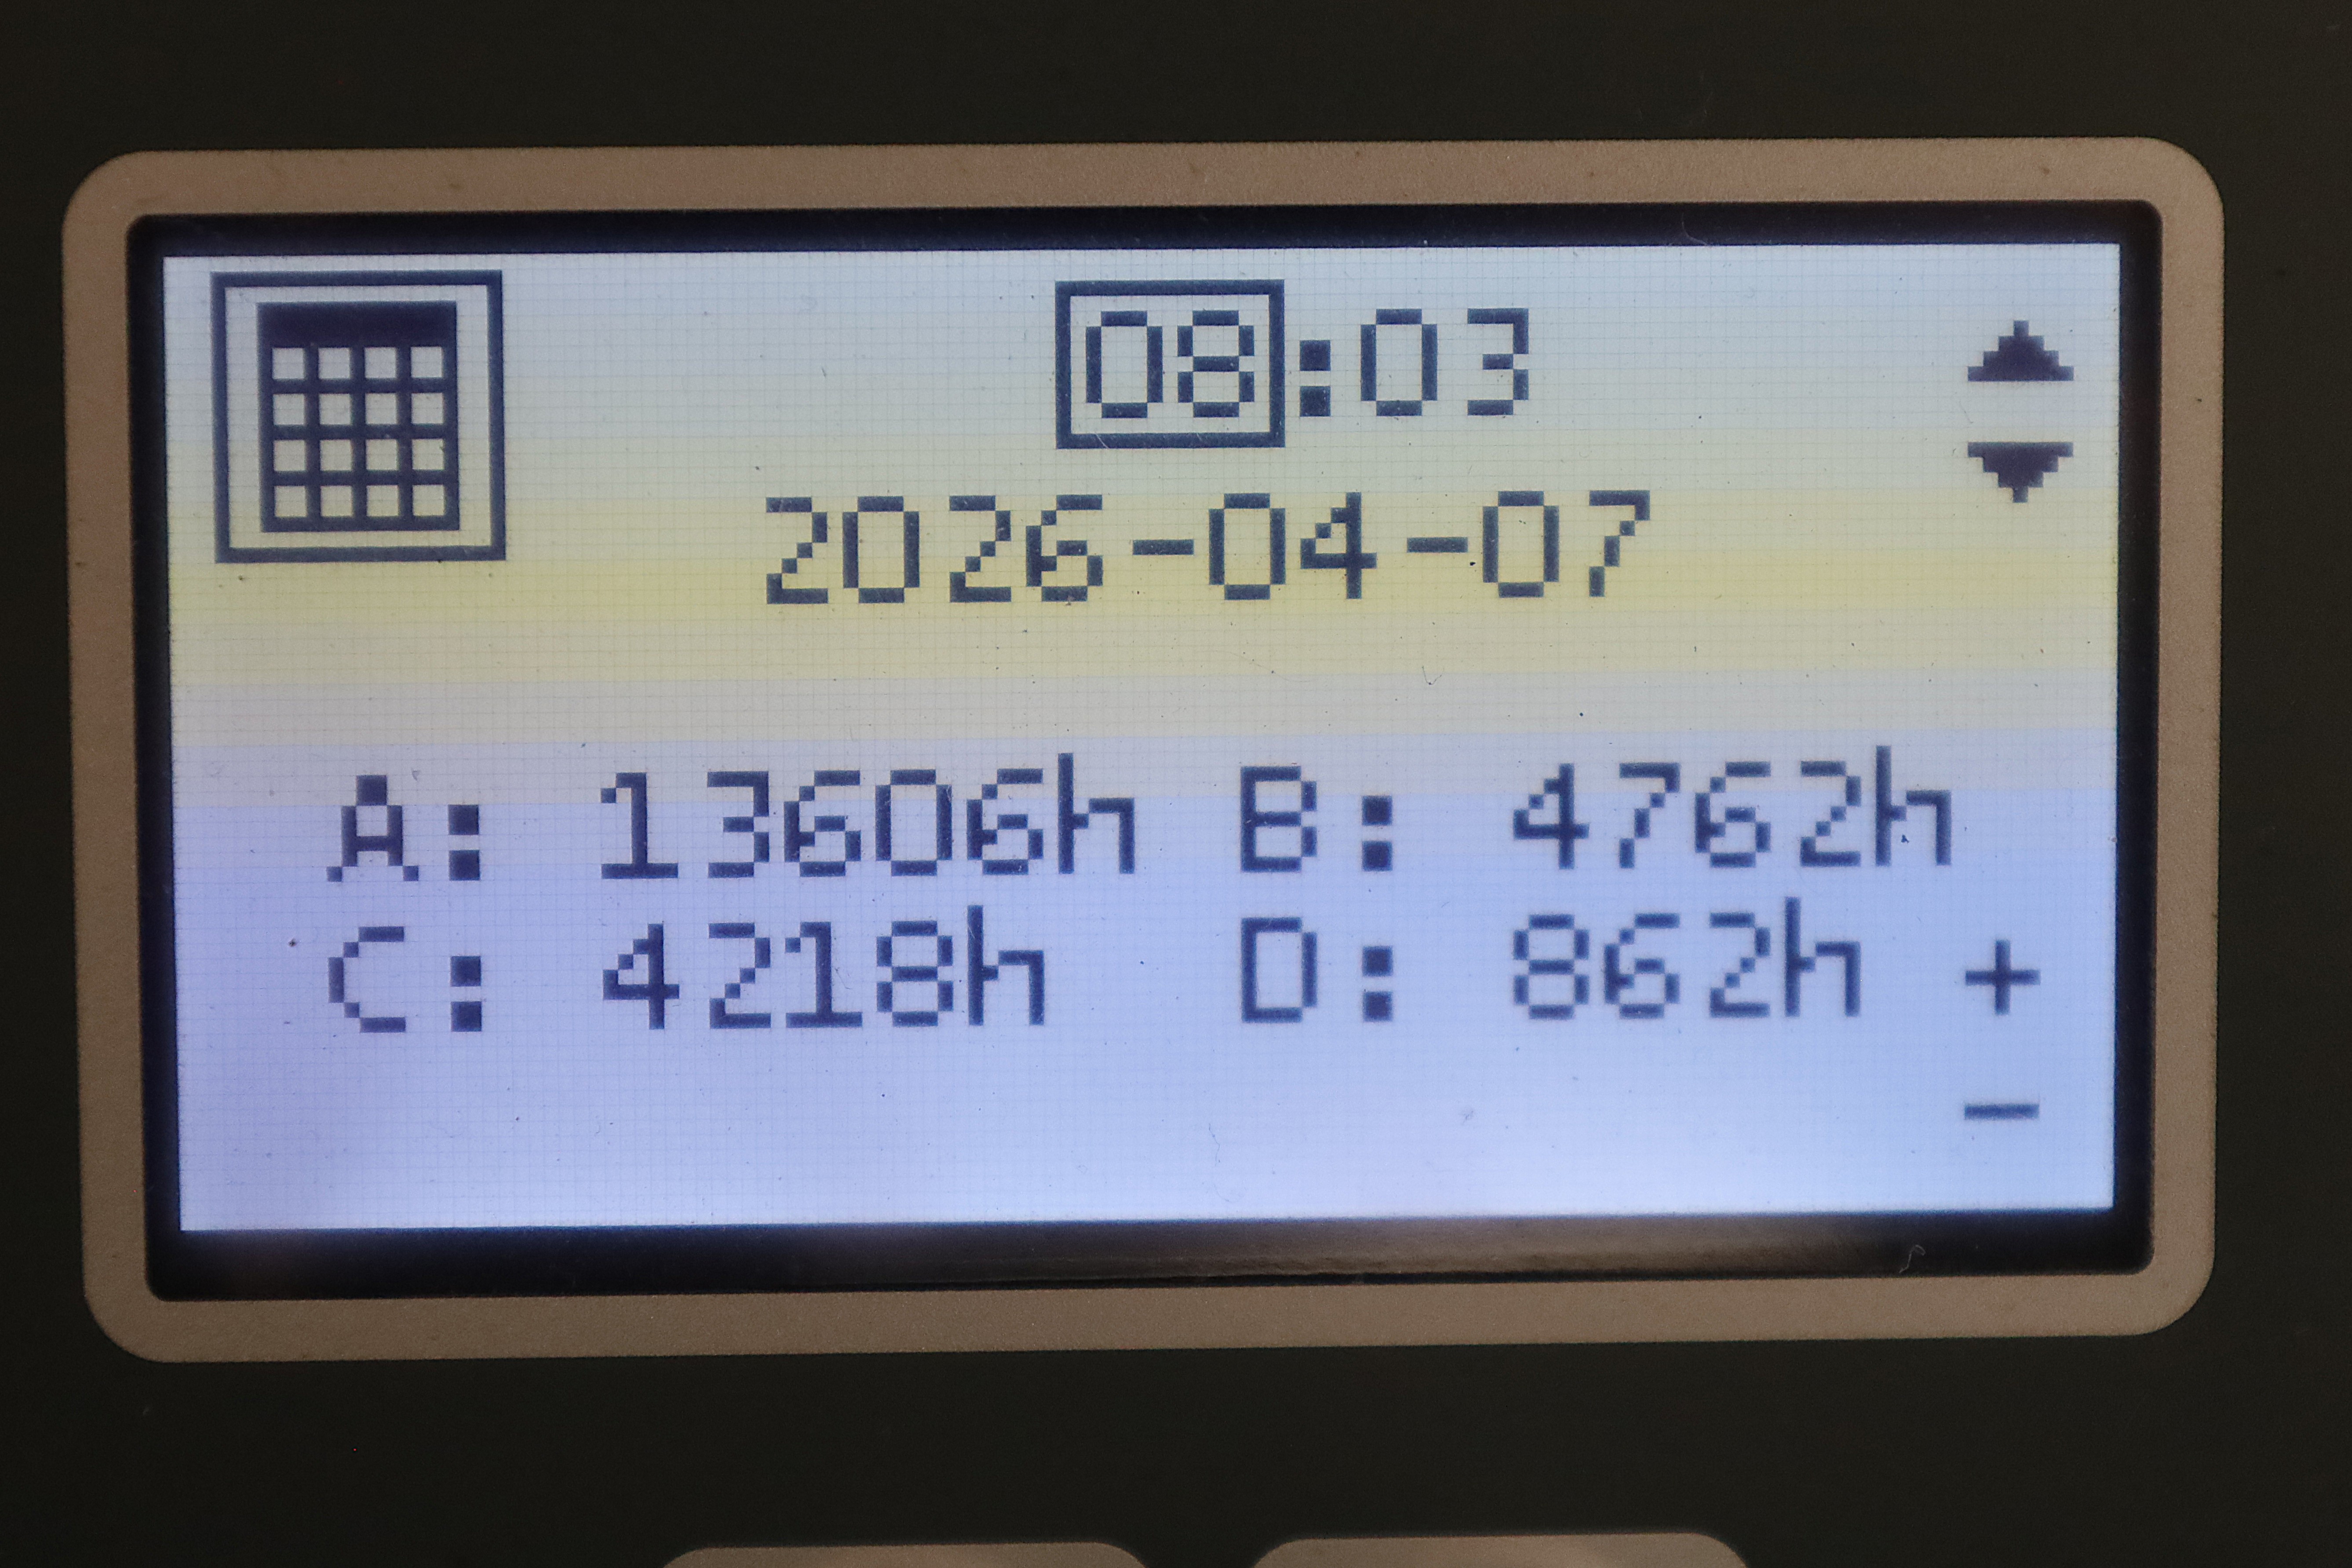 08:03
2026-04-07
A: 13606h B: 4762h
C: 4218h D: 862h +
-